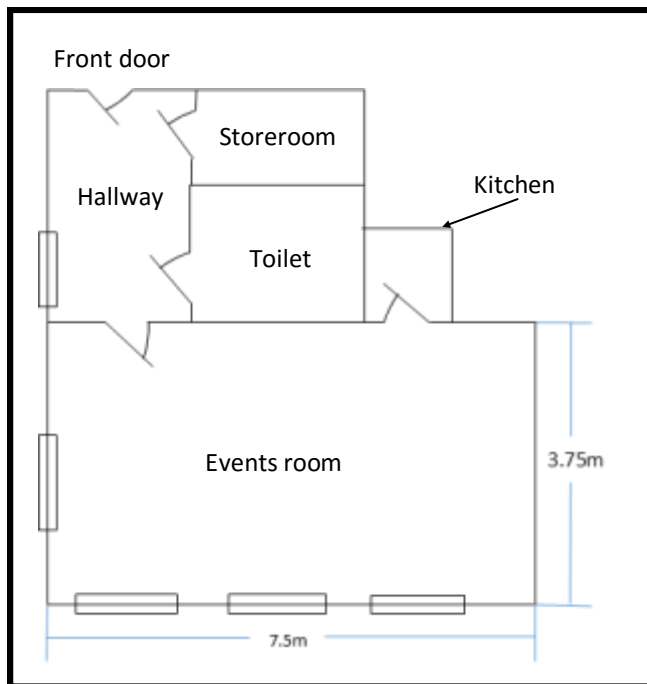 Front door
Storeroom
Kitchen
Hallway
Toilet
Events room
3.75m
7.5m